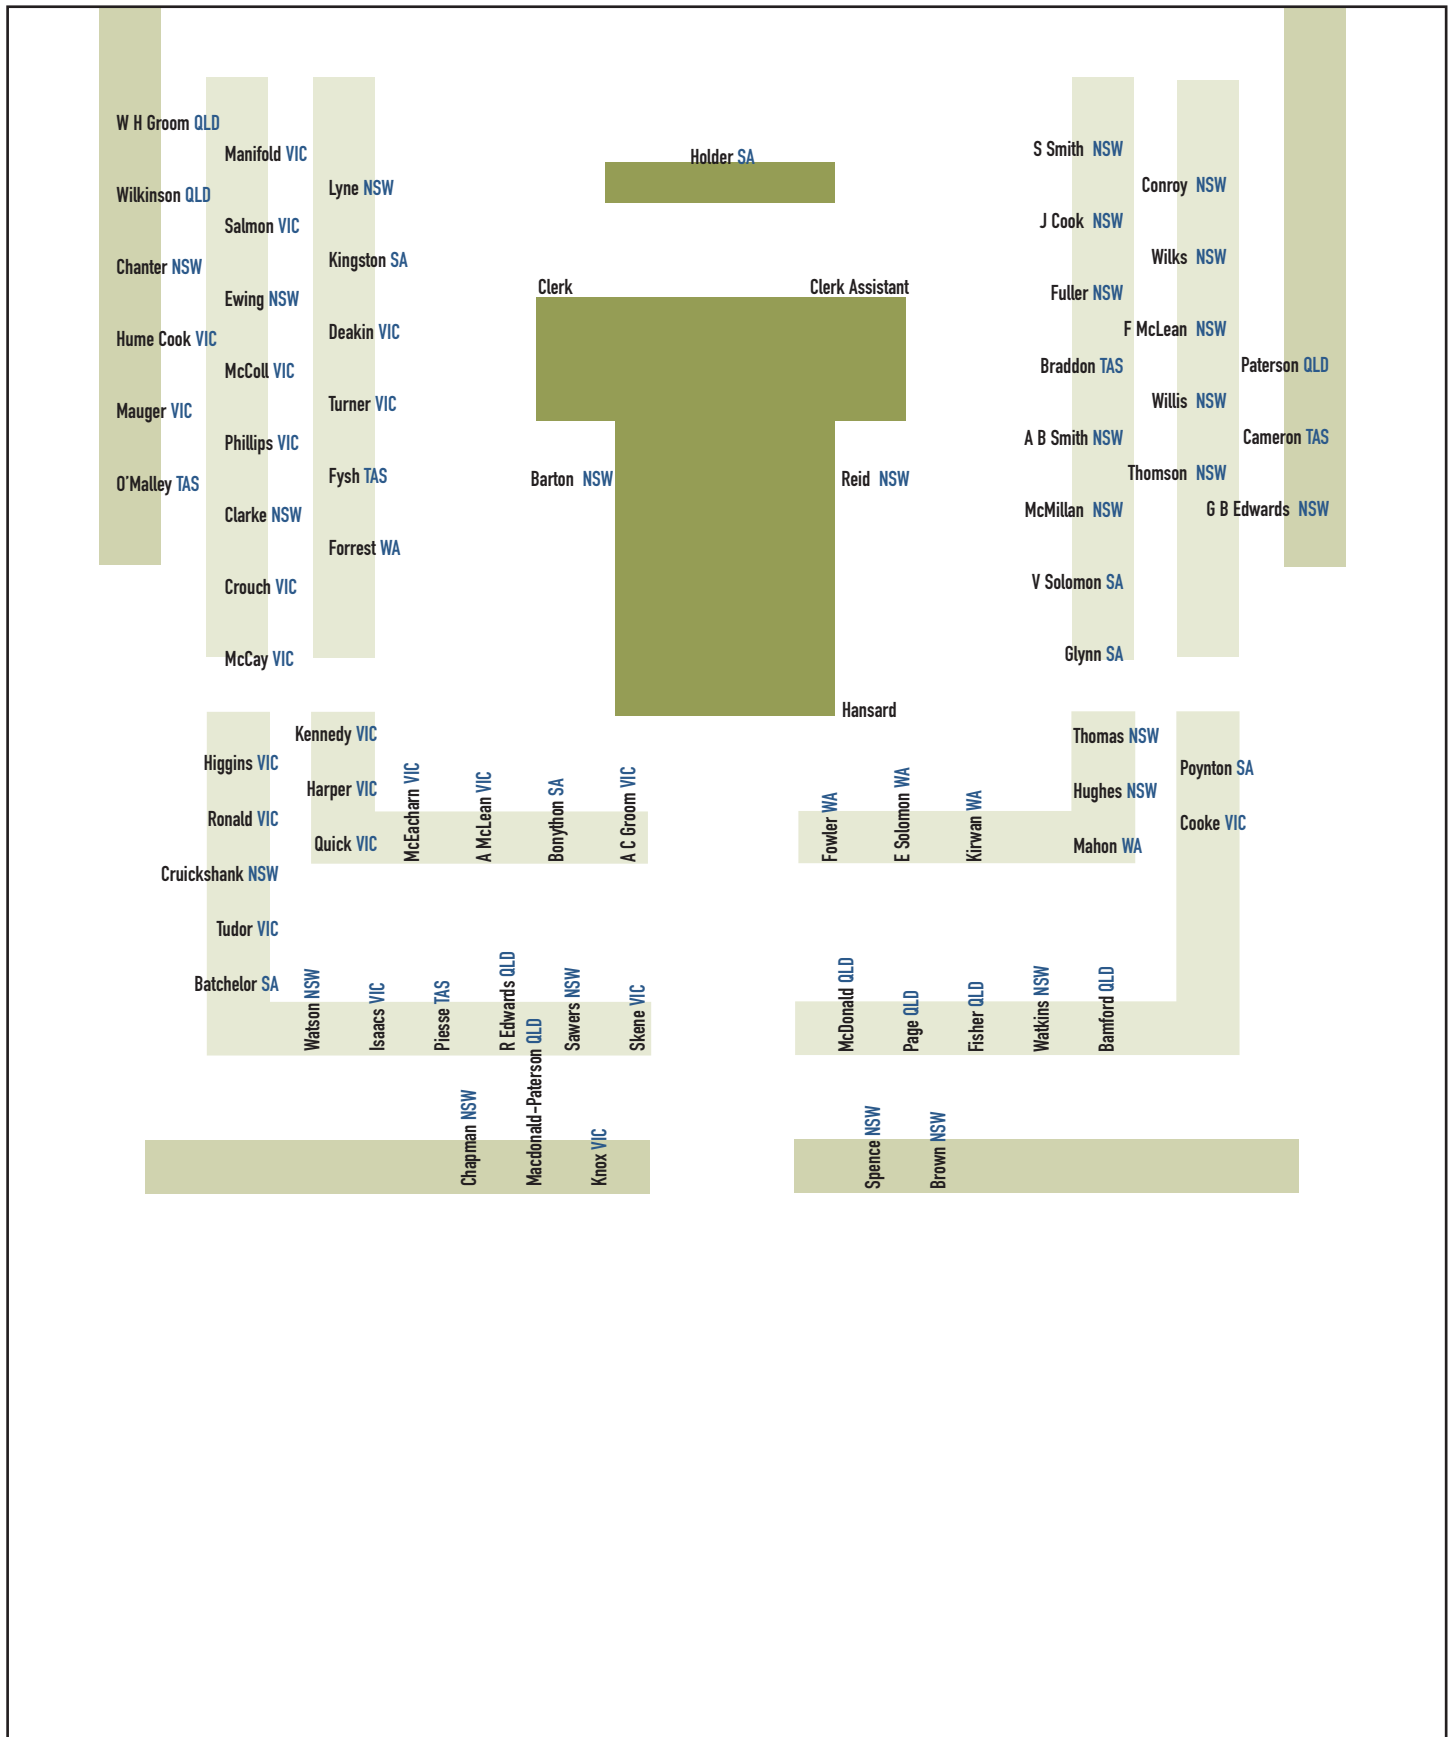 W H Groom QLD
Wilkinson QLD
Chanter NSW
Hume Cook VIC
Mauger VIC
O'Malley TAS
Manifold VIC
Salmon VIC
Ewing NSW
McColl VIC
Phillips VIC
Clarke NSW
Crouch VIC
McCay VIC
Lyne NSW
Kingston SA
Deakin VIC
Turner VIC
Fysh TAS
Forrest WA
Holder SA
Clerk
Clerk Assistant
Barton NSW
Reid NSW
Hansard
S Smith NSW
J Cook NSW
Fuller NSW
Braddon TAS
A B Smith NSW
McMillan NSW
V Solomon SA
Glynn SA
Conroy NSW
Wilks NSW
F McLean NSW
Willis NSW
Thomson NSW
Paterson QLD
Cameron TAS
G B Edwards NSW
Kennedy VIC
Harper VIC
Quick VIC
McEacharn VIC
A McLean VIC
Bonython SA
A C Groom VIC
Higgins VIC
Ronald VIC
Cruickshank NSW
Tudor VIC
Batchelor SA
Watson NSW
Isaacs VIC
Piesse TAS
R Edwards QLD
Sawers NSW
Skene VIC
Chapman NSW
Macdonald-Paterson QLD
Knox VIC
Fowler WA
E Solomon WA
Kirwan WA
Thomas NSW
Hughes NSW
Mahon WA
Poynton SA
Cooke VIC
McDonald QLD
Page QLD
Fisher QLD
Watkins NSW
Bamford QLD
Spence NSW
Brown NSW